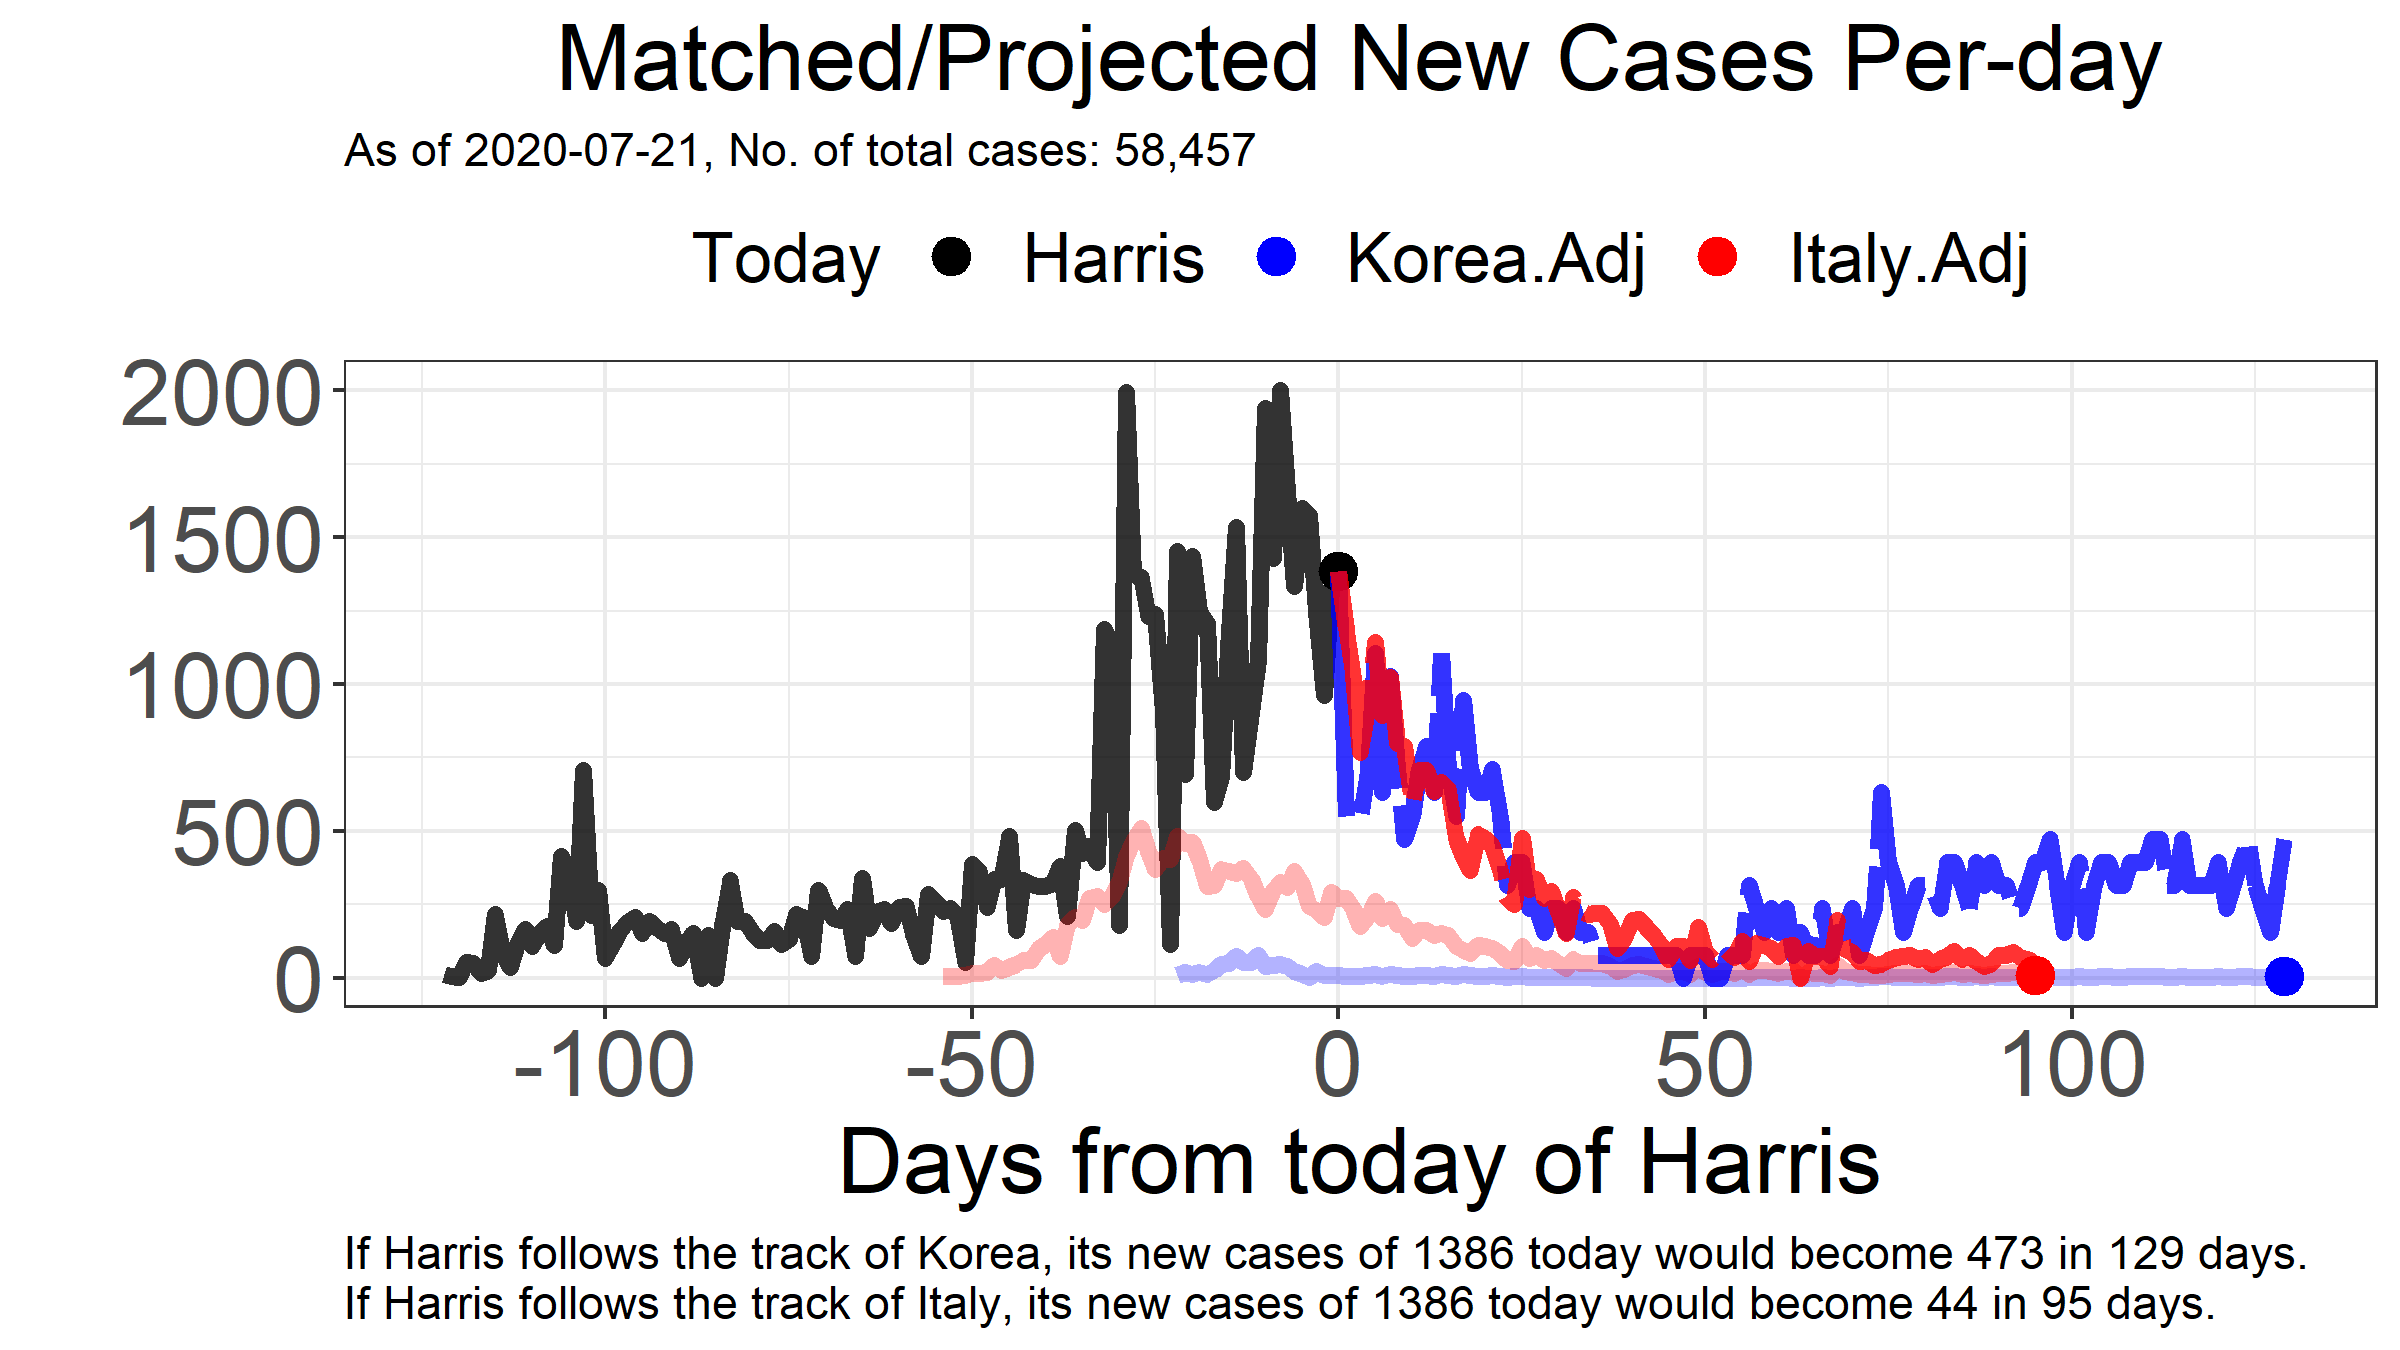 Matched/Projected New Cases Per-day
As of 2020-07-21, No. of total cases: 58,457
Today Harris Korea.Adj Italy.Adj
2000
1500
1000
500
0
-100 -50 0 50 100
Days from today of Harris
If Harris follows the track of Korea, its new cases of 1386 today would become 473 in 129 days.
If Harris follows the track of Italy, its new cases of 1386 today would become 44 in 95 days.